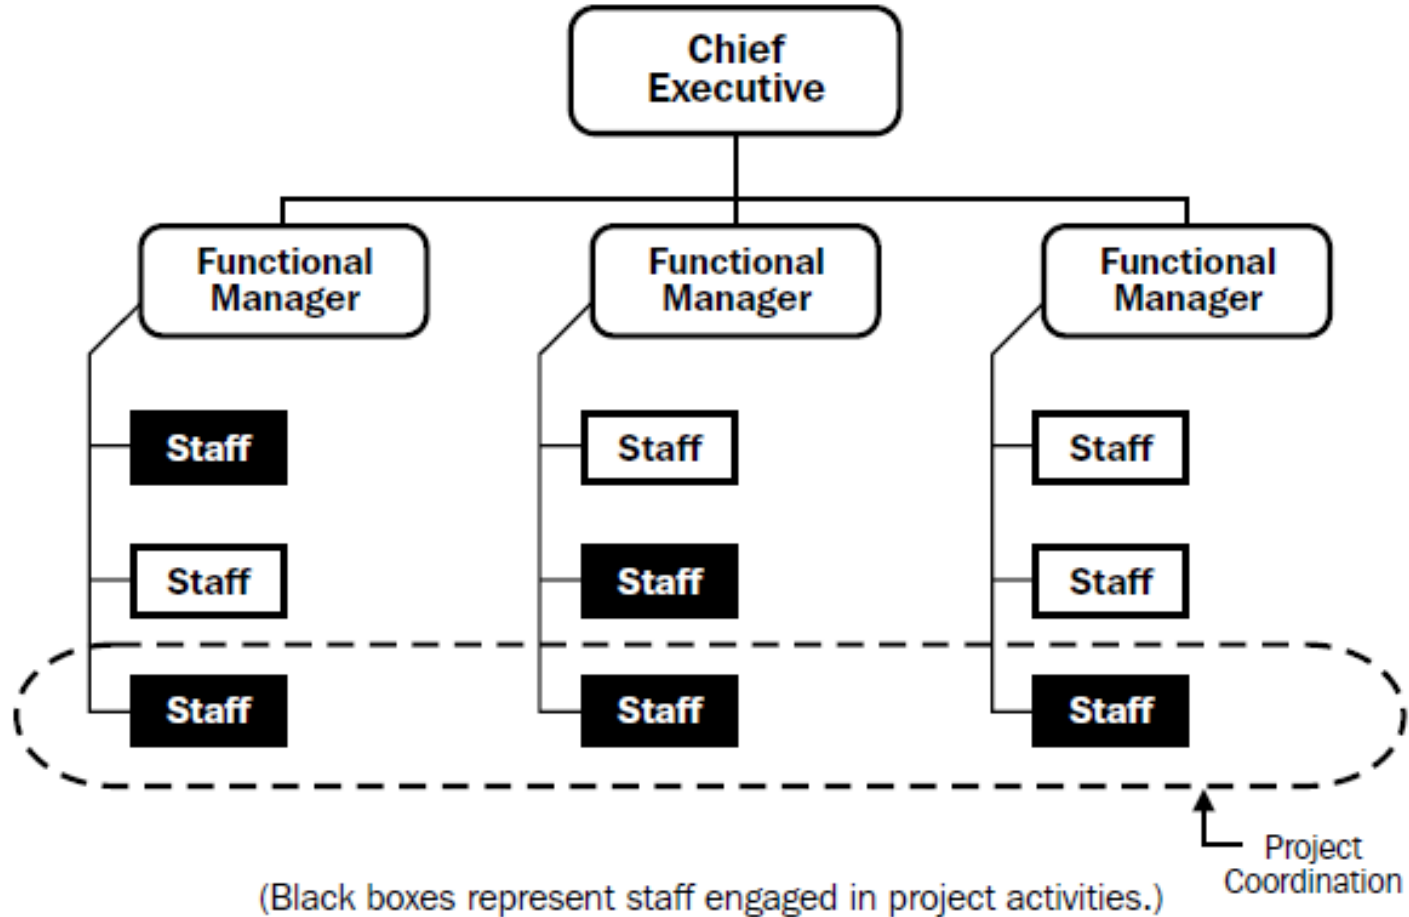 Chief
Executive
Functional
Manager
Functional
Manager
Functional
Manager
Staff
Staff
Staff
Staff
Staff
Staff
Staff
Staff
Staff
Project
Coordination
(Black boxes represent staff engaged in project activities.)